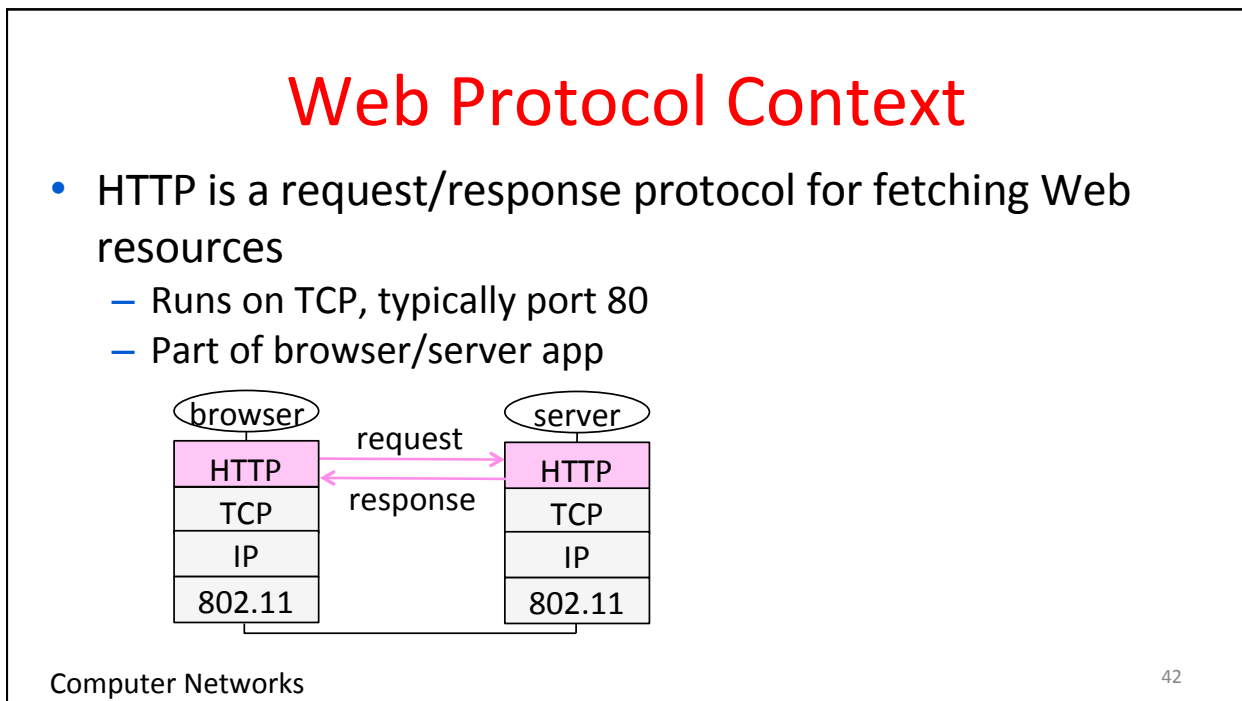 Web Protocol Context
• HTTP is a request/response protocol for fetching Web
resources
– Runs on TCP, typically port 80
– Part of browser/server app
browser
server
request
HTTP
HTTP
response
TCP
TCP
IP
IP
802.11
802.11
Computer Networks
42